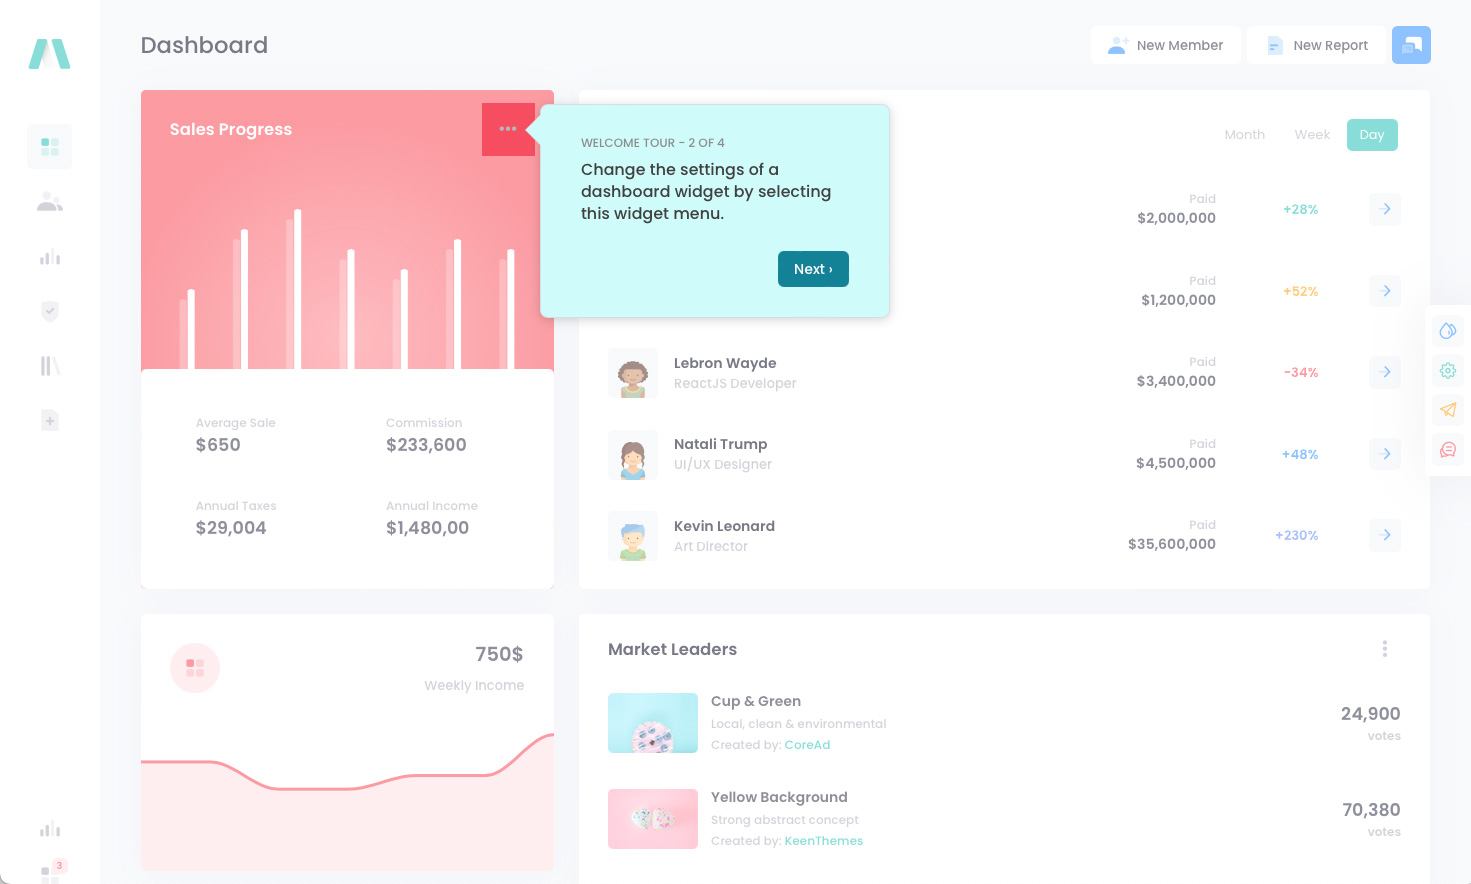 Dashboard
New Member
New Report
Sales Progress
WELCOME TOUR - 2 OF 4
Change the settings of a
dashboard widget by selecting
this widget menu.
Next ›
Month
Week
Day
Paid
$2,000,000
+28%
Paid
$1,200,000
+52%
Lebron Wayde
ReactJS Developer
Paid
$3,400,000
-34%
Natali Trump
UI/UX Designer
Paid
$4,500,000
+48%
Kevin Leonard
Art Director
Paid
$35,600,000
+230%
Average Sale
$650
Commission
$233,600
Annual Taxes
$29,004
Annual Income
$1,480,00
750$
Weekly Income
Market Leaders
Cup & Green
Local, clean & environmental
Created by: CoreAd
24,900
votes
Yellow Background
Strong abstract concept
Created by: KeenThemes
70,380
votes
3